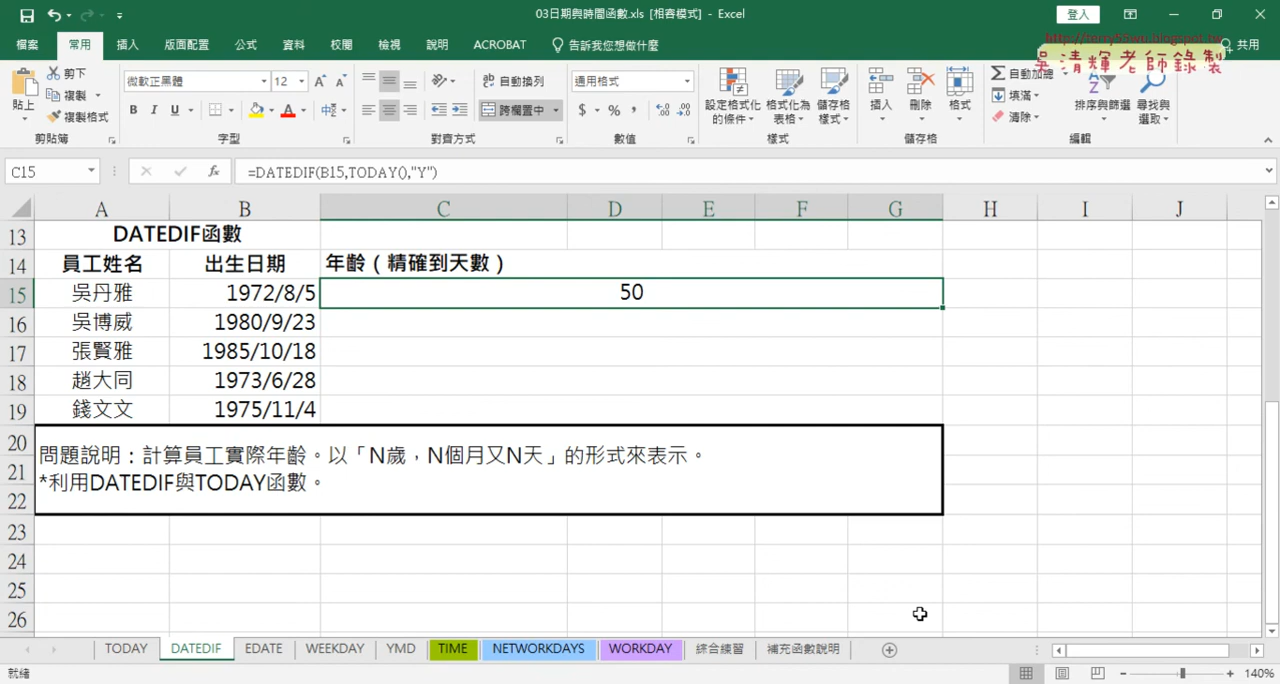 03日期與時間函數.xls [相容模式] - Excel
登入
http://terry55wu.blogspot.tw
吳清輝老師錄製
檔案 常用 插入 版面配置 公式 資料 校閱 檢視 說明 ACROBAT 告訴我您想做什麼 共用
貼上 剪下 複製 複製格式
微軟正黑體 12
B I U
自動換列 跨欄置中
通用格式
$ % ,
設定格式化的條件 格式化為表格 儲存格樣式
插入 刪除 格式
自動加總 填滿 清除
排序與篩選 尋找與選取
剪貼簿 字型 對齊方式 數值 樣式 儲存格 編輯
C15 fx =DATEDIF(B15,TODAY(),"Y")
A B C D E F G H I J
13 DATEDIF函數
14 員工姓名 出生日期 年齡(精確到天數)
15 吳丹雅 1972/8/5 50
16 吳博威 1980/9/23
17 張賢雅 1985/10/18
18 趙大同 1973/6/28
19 錢文文 1975/11/4
20
21
22
問題說明：計算員工實際年齡。以「N歲，N個月又N天」的形式來表示。
*利用DATEDIF與TODAY函數。
23
24
25
26
TODAY DATEDIF EDATE WEEKDAY YMD TIME NETWORKDAYS WORKDAY 綜合練習 補充函數說明
就緒 140%